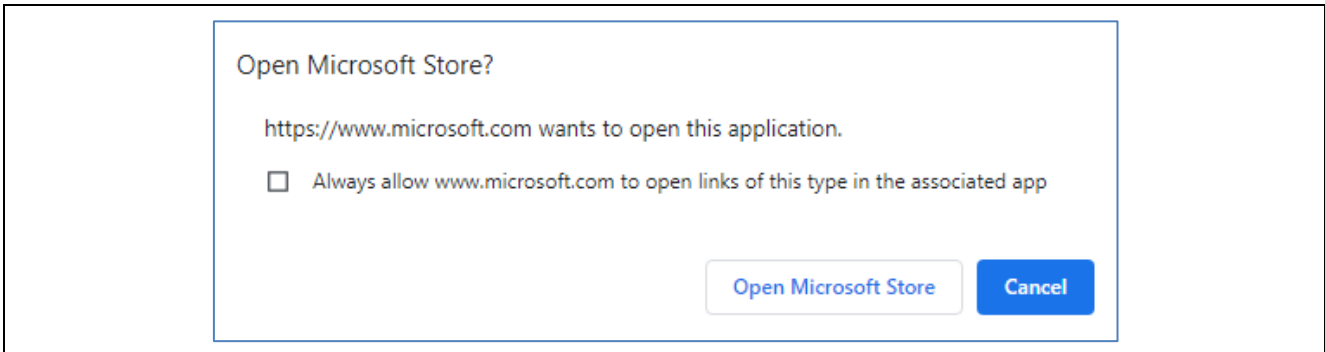 Open Microsoft Store?
https://www.microsoft.com wants to open this application.
Always allow www.microsoft.com to open links of this type in the associated app
Open Microsoft Store Cancel